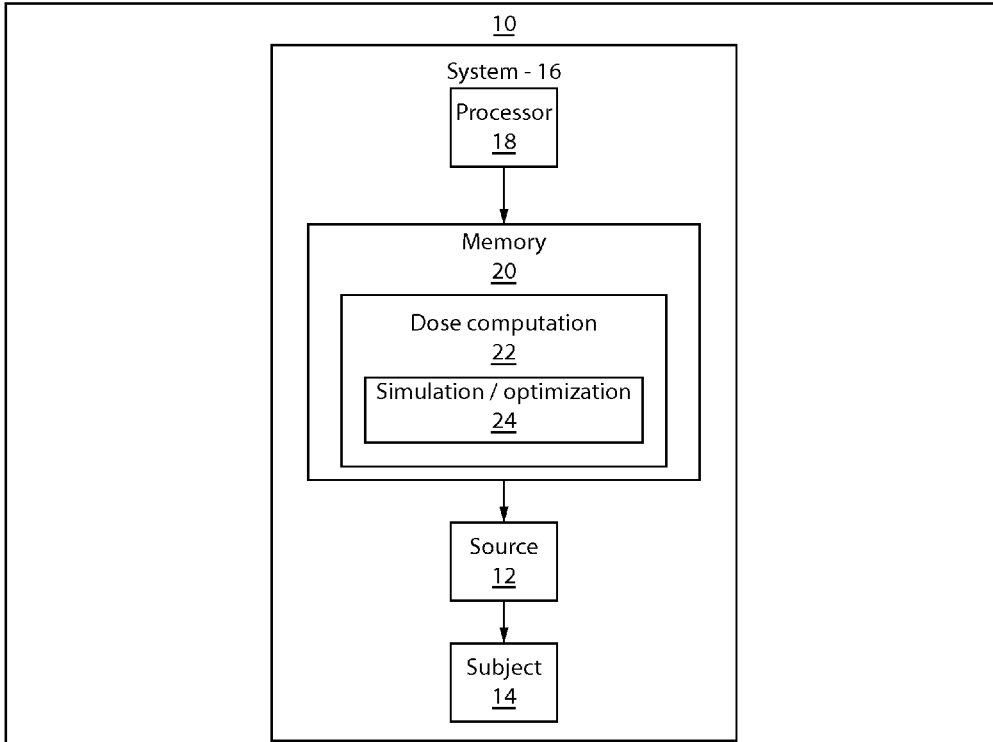 10
System - 16
Processor
18
Memory
20
Dose computation
22
Simulation / optimization
24
Source
12
Subject
14